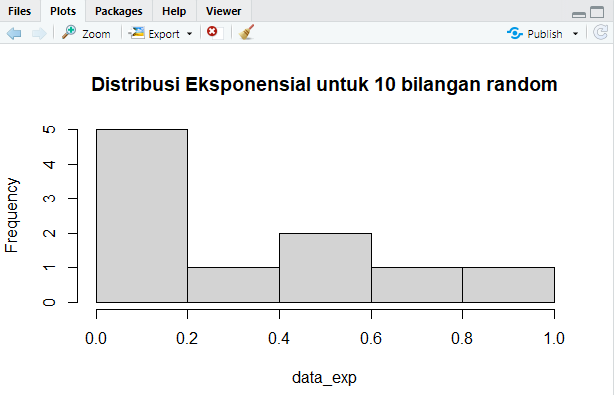 Files Plots Packages Help Viewer
Zoom Export Publish
Distribusi Eksponensial untuk 10 bilangan random
Frequency
5
4
3
2
1
0
0.0 0.2 0.4 0.6 0.8 1.0
data_exp